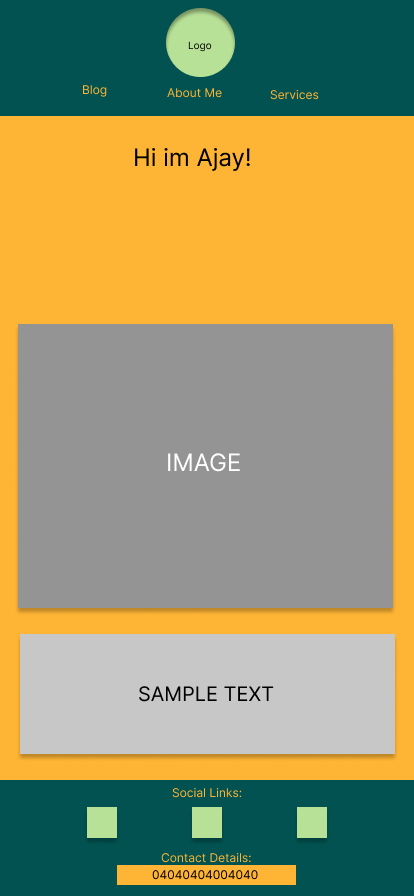 Logo
Blog
About Me
Services
Hi im Ajay!
IMAGE
SAMPLE TEXT
Social Links:
Contact Details:
04040404004040